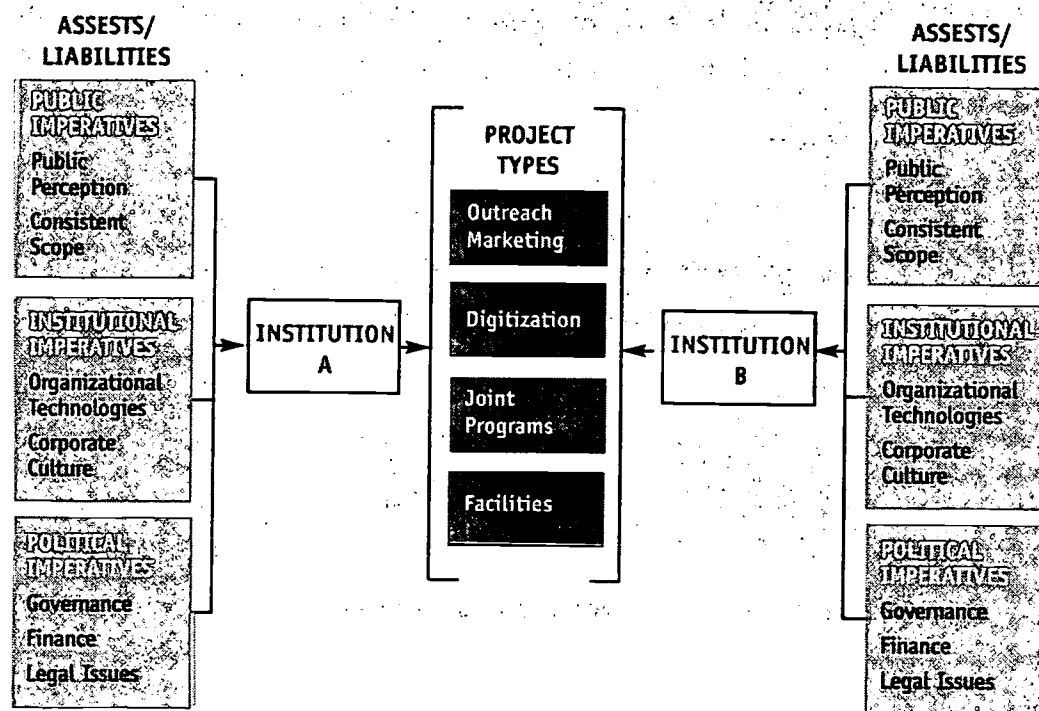 ASSESTS/
LIABILITIES
PUBLIC
IMPERATIVES
Public
Perception
Consistent
Scope
INSTITUTIONAL
IMPERATIVES
Organizational
Technologies
Corporate
Culture
POLITICAL
IMPERATIVES
Governance
Finance
Legal Issues
INSTITUTION
A
PROJECT
TYPES
Outreach
Marketing
Digitization
Joint
Programs
Facilities
INSTITUTION
B
ASSESTS/
LIABILITIES
PUBLIC
IMPERATIVES
Public
Perception
Consistent
Scope
INSTITUTIONAL
IMPERATIVES
Organizational
Technologies
Corporate
Culture
POLITICAL
IMPERATIVES
Governance
Finance
Legal Issues